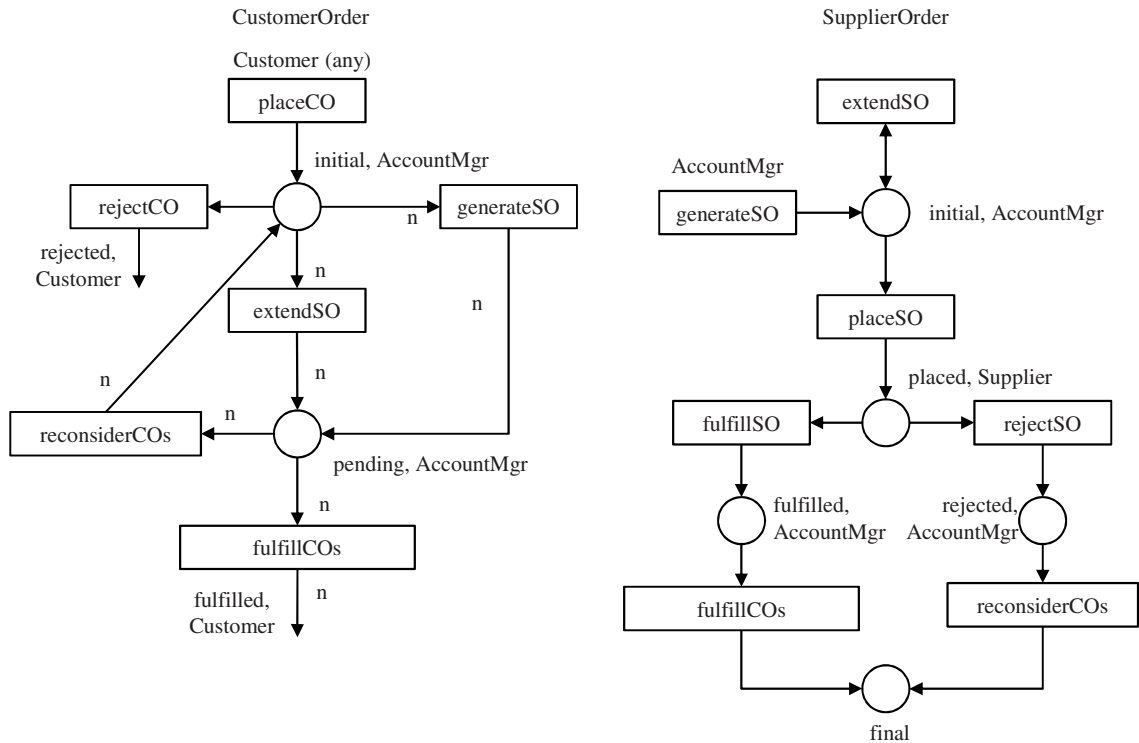 CustomerOrder
Customer (any)
placeCO
initial, AccountMgr
rejectCO
n
generateSO
rejected,
Customer
n
extendSO
n
n
n
reconsiderCOs
n
pending, AccountMgr
n
fulfillCOs
n
fulfilled,
Customer
SupplierOrder
extendSO
AccountMgr
generateSO
initial, AccountMgr
placeSO
placed, Supplier
fulfillSO
rejectSO
fulfilled,
AccountMgr
rejected,
AccountMgr
fulfillCOs
reconsiderCOs
final